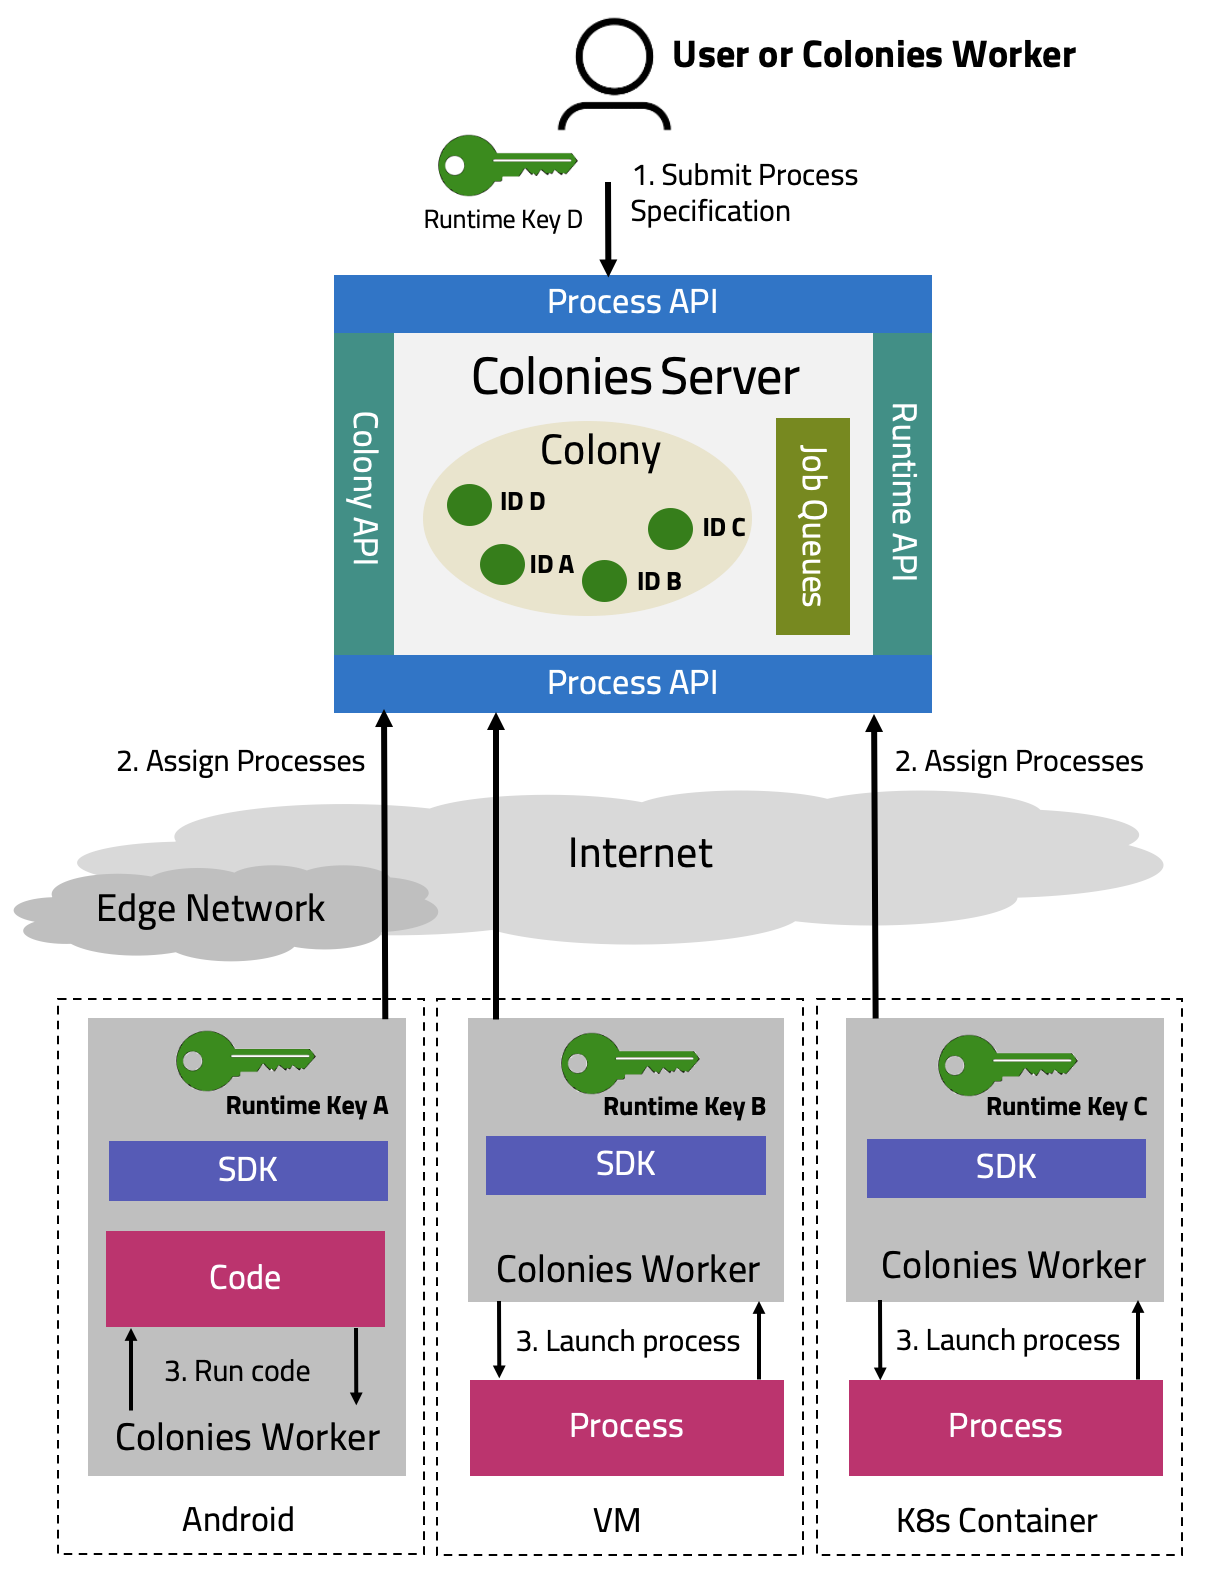 User or Colonies Worker
1. Submit Process
Specification
Runtime Key D
Process API
Colonies Server
Colony API
Colony
ID D
ID C
ID A
ID B
Job Queues
Runtime API
Process API
2. Assign Processes
2. Assign Processes
Internet
Edge Network
Runtime Key A
SDK
Code
3. Run code
Colonies Worker
Android
Runtime Key B
SDK
Colonies Worker
3. Launch process
Process
VM
Runtime Key C
SDK
Colonies Worker
3. Launch process
Process
K8s Container